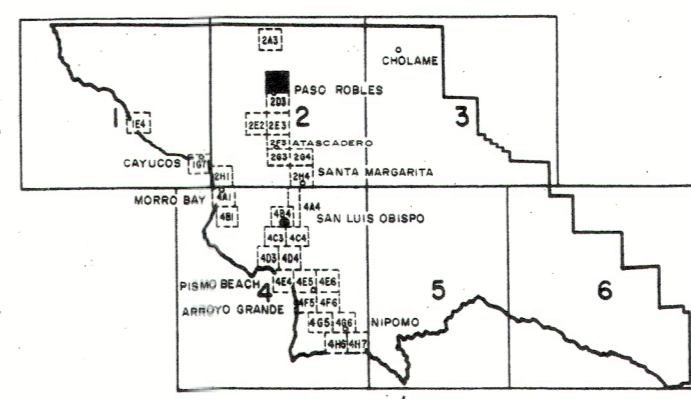 2A3
CHOLAME
PASO ROBLES
2D3
1 2 3
1E4 2E2 2E3
2F3 ATASCADERO
CAYUCOS 1G7 2G3 2G4
2H1 2H4 SANTA MARGARITA
MORRO BAY 4A1 4A4
4B1 4B4 SAN LUIS OBISPO
4C3 4C4
4D3 4D4
PISMO BEACH 4E4 4E5 4E6
4 5 6
ARROYO GRANDE 4F5 4F6
4G5 4G6 NIPOMO
4H6 4H7